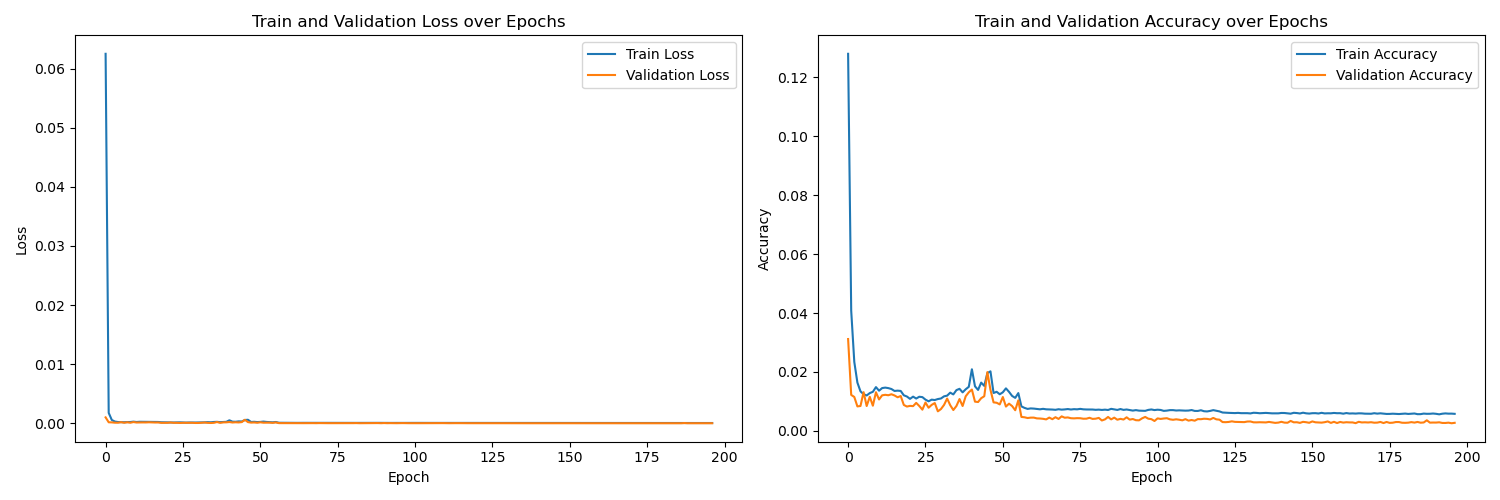 Train and Validation Loss over Epochs
Train Loss
Validation Loss
Loss
0.06
0.05
0.04
0.03
0.02
0.01
0.00
0 25 50 75 100 125 150 175 200
Epoch
Train and Validation Accuracy over Epochs
Train Accuracy
Validation Accuracy
Accuracy
0.12
0.10
0.08
0.06
0.04
0.02
0.00
0 25 50 75 100 125 150 175 200
Epoch